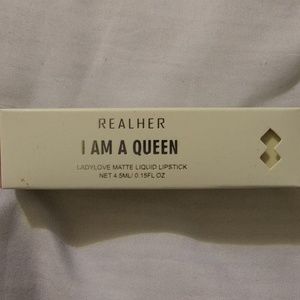 REALHER
I AM A QUEEN
LADYLOVE MATTE LIQUID LIPSTICK
NET 4.5ML/ 0.15FL OZ